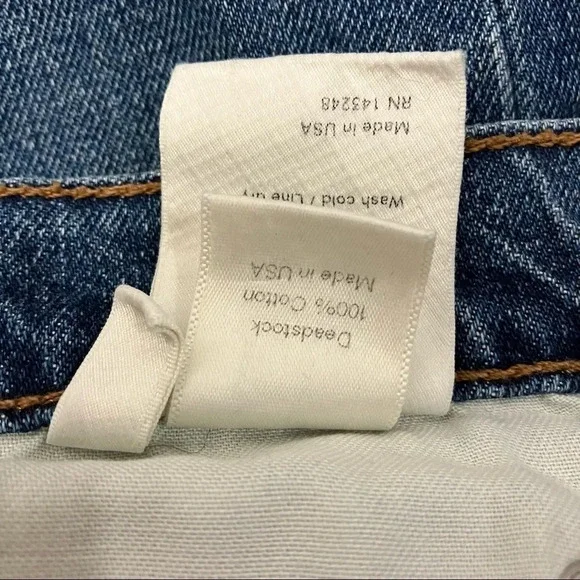 Deadstock
100% Cotton
Made in USA
Wash cold / Line dry
Made in USA
RN 143248